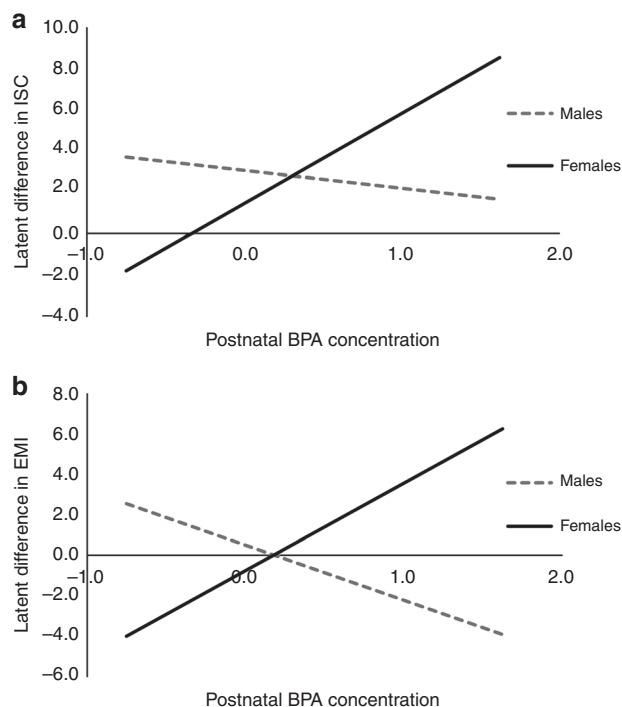 a
Latent difference in ISC
10.0
8.0
6.0
4.0
2.0
0.0
−2.0
−4.0
−1.0 0.0 1.0 2.0
Males
Females
Postnatal BPA concentration
b
Latent difference in EMI
8.0
6.0
4.0
2.0
0.0
−2.0
−4.0
−6.0
−1.0 0.0 1.0 2.0
Males
Females
Postnatal BPA concentration